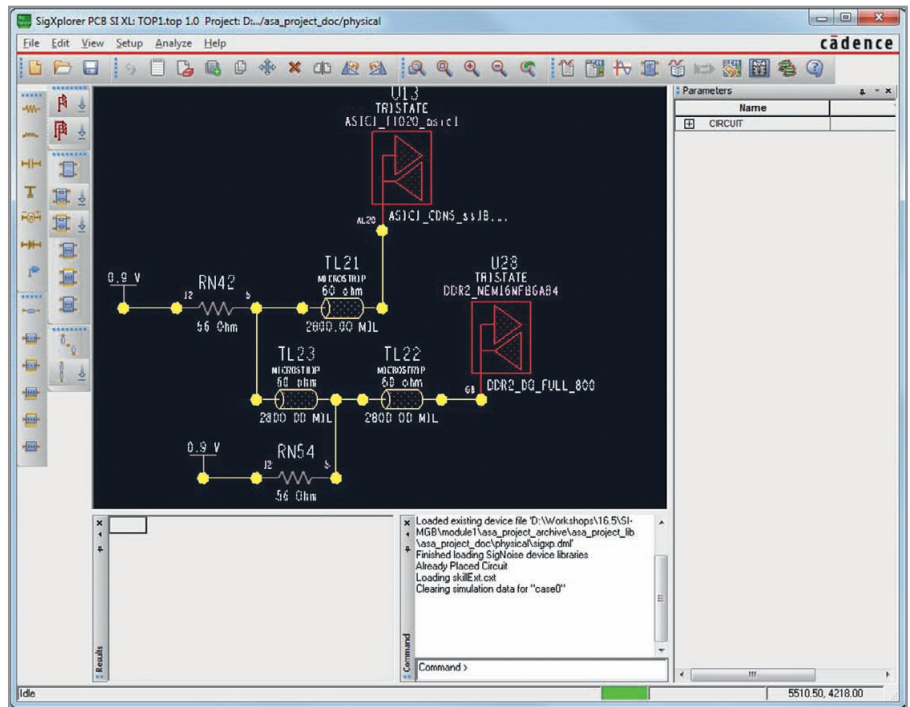 SigXplorer PCB SI XL: TOP1.top 1.0 Project: D:.../asa_project_doc/physical
File Edit View Setup Analyze Help
cādence
Parameters
Name
CIRCUIT
U13
TRISTATE
AL20
TL21
MICROSTRIP
60 ohm
2800.00 MIL
0.9 V
RN42
J2
5
56 Ohm
U28
TRISTATE
DDR2_DQ_FULL_800
G8
TL23
MICROSTRIP
60 ohm
2800.00 MIL
TL22
MICROSTRIP
60 ohm
2800.00 MIL
0.9 V
RN54
J2
5
56 Ohm
Results
Command
Loaded existing device file 'D:\Workshops\16.5\SI-
MGB\module1\asa_project_archive\asa_project_lib
\asa_project_doc\physical\sigxp.dml'
Finished loading SigNoise device libraries
Already Placed Circuit
Loading skillExt.cxt
Clearing simulation data for "case0"
Command >
Idle
5510.50, 4218.00